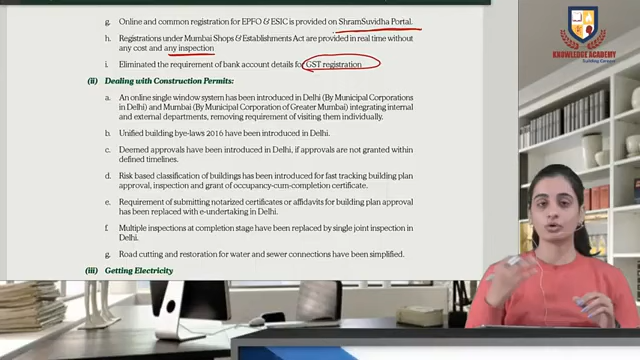 g. Online and common registration for EPFO & ESIC is provided on ShramSuvidha Portal.
h. Registrations under Mumbai Shops & Establishments Act are provided in real time without
any cost and any inspection
i. Eliminated the requirement of bank account details for GST registration
(ii) Dealing with Construction Permits:
a. An online single window system has been introduced in Delhi (By Municipal Corporations
in Delhi) and Mumbai (By Municipal Corporation of Greater Mumbai) integrating internal
and external departments, removing requirement of visiting them individually.
b. Unified building bye-laws 2016 have been introduced in Delhi.
c. Deemed approvals have been introduced in Delhi, if approvals are not granted within
defined timelines.
d. Risk based classification of buildings has been introduced for fast tracking building plan
approval, inspection and grant of occupancy-cum-completion certificate.
e. Requirement of submitting notarized certificates or affidavits for building plan approval
has been replaced with e-undertaking in Delhi.
f. Multiple inspections at completion stage have been replaced by single joint inspection in
Delhi.
g. Road cutting and restoration for water and sewer connections have been simplified.
(iii) Getting Electricity
KNOWLEDGE ACADEMY